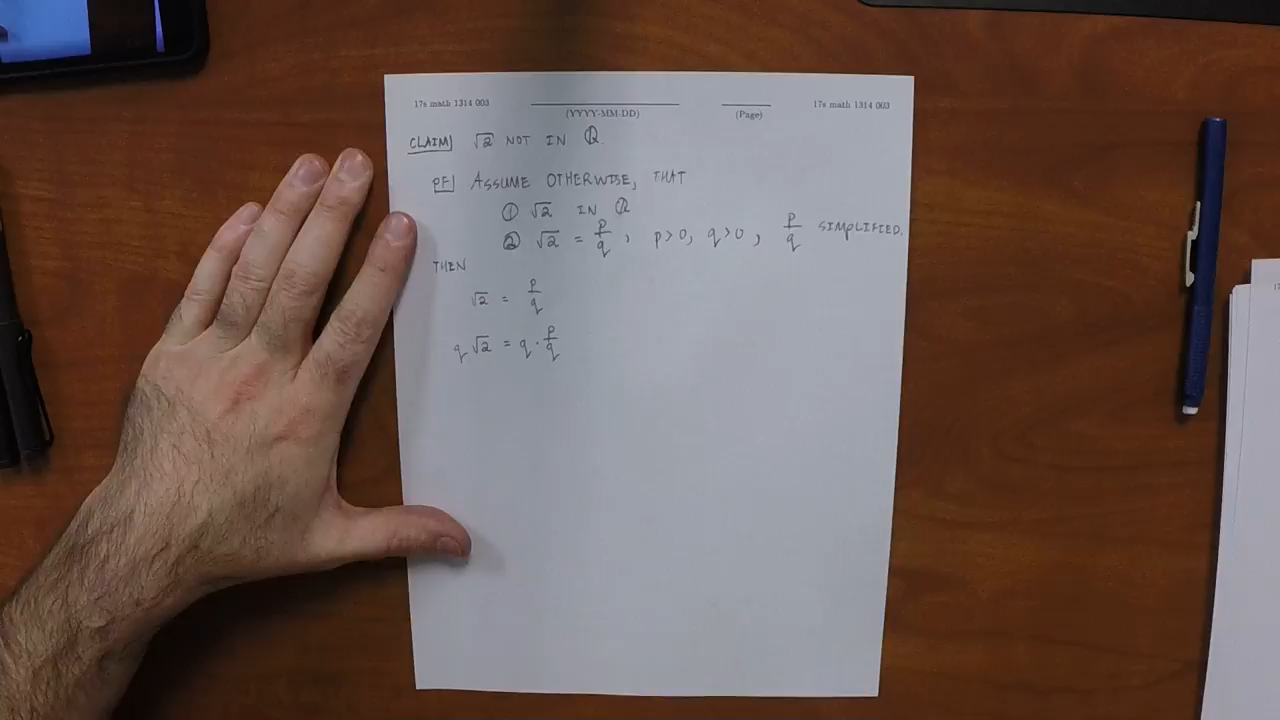 17s math 1314 003 (YYYY-MM-DD) (Page) 17s math 1314 003
CLAIM √2 NOT IN ℚ.
PF ASSUME OTHERWISE, THAT
① √2 IN ℚ
② √2 = p/q, p>0, q>0, p/q SIMPLIFIED.
THEN
√2 = p/q
q√2 = q·p/q